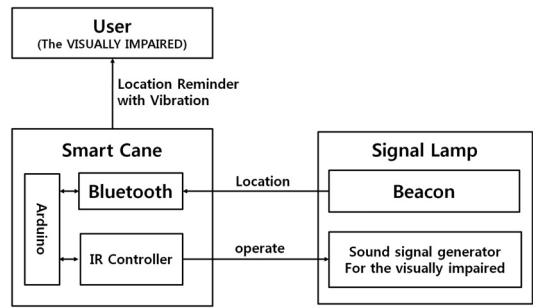 User
(The VISUALLY IMPAIRED)
Location Reminder
with Vibration
Smart Cane
Arduino
Bluetooth
IR Controller
Location
operate
Signal Lamp
Beacon
Sound signal generator
For the visually impaired